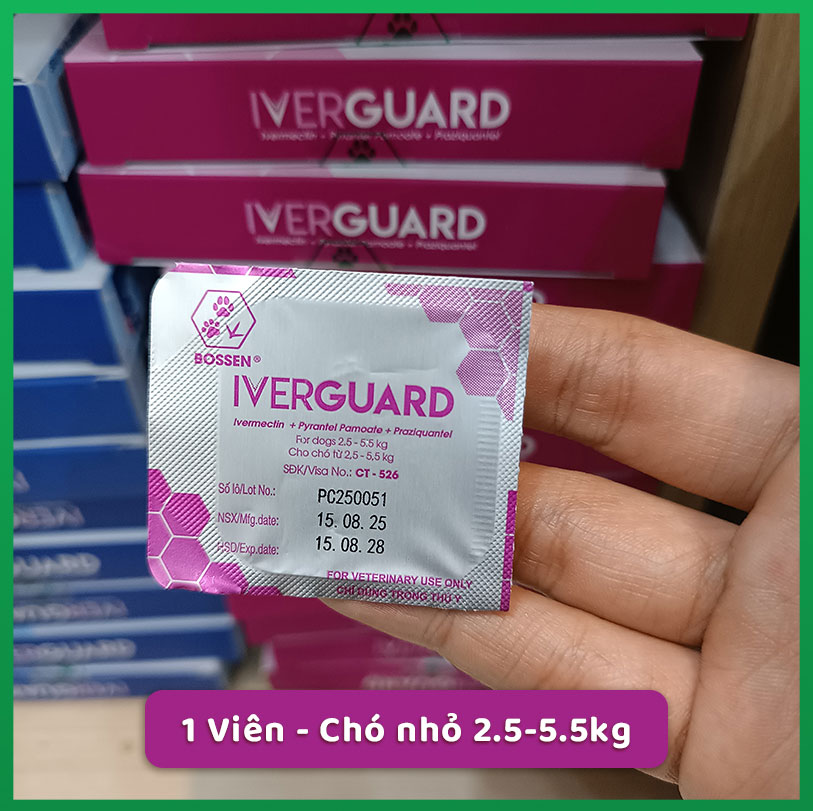 IVERGUARD
Ivermectin + Pyrantel Pamoate + Praziquantel
IVERGUARD
Ivermectin + Pyrantel Pamoate + Praziquantel
BOSSEN®
IVERGUARD
Ivermectin + Pyrantel Pamoate + Praziquantel
For dogs 2.5 - 5.5 kg
Cho chó từ 2,5 - 5,5 kg
SĐK/Visa No.: CT - 526
Số lô/Lot No.: PC250051
NSX/Mfg.date: 15. 08. 25
HSD/Exp.date: 15. 08. 28
FOR VETERINARY USE ONLY
CHỈ DÙNG TRONG THÚ Y
1 Viên - Chó nhỏ 2.5-5.5kg